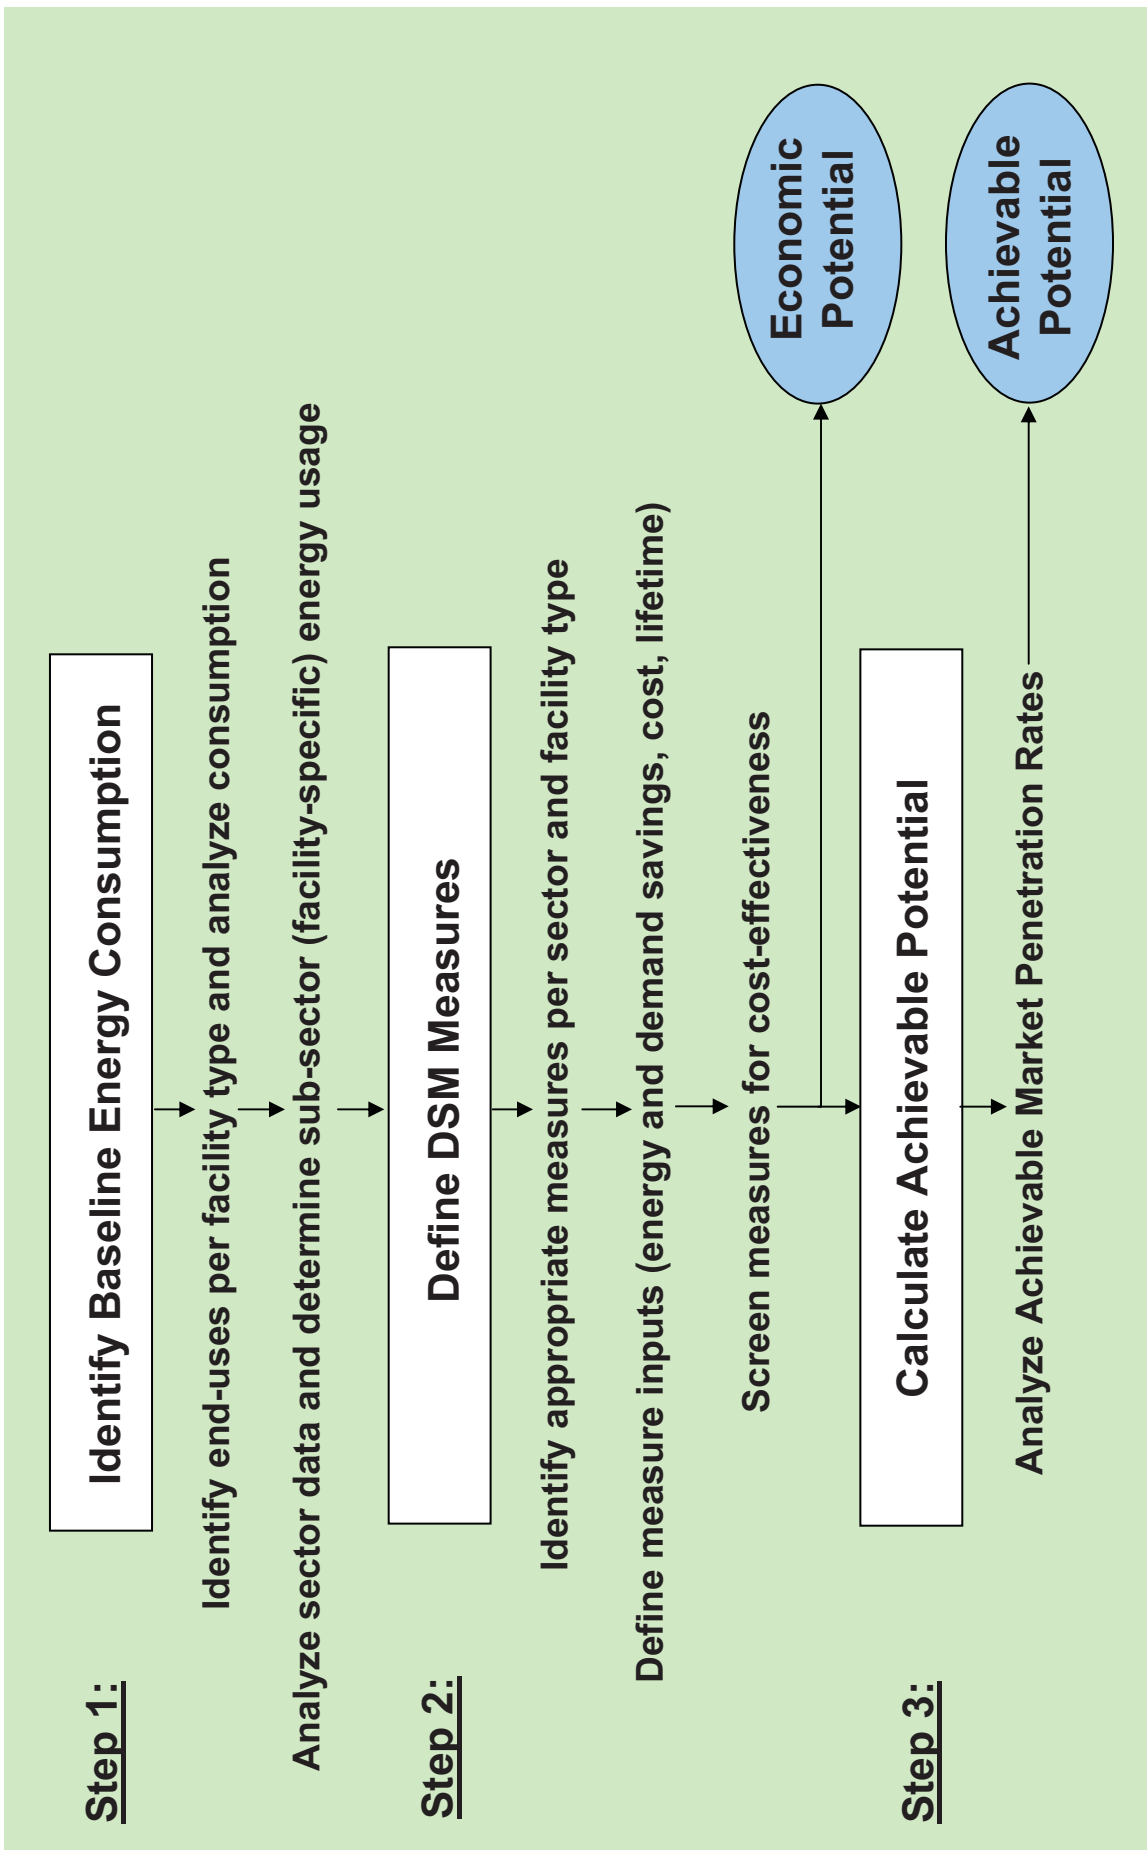 Step 1:
Identify Baseline Energy Consumption
Identify end-uses per facility type and analyze consumption
Analyze sector data and determine sub-sector (facility-specific) energy usage
Step 2:
Define DSM Measures
Identify appropriate measures per sector and facility type
Define measure inputs (energy and demand savings, cost, lifetime)
Screen measures for cost-effectiveness
Economic
Potential
Step 3:
Calculate Achievable Potential
Analyze Achievable Market Penetration Rates
Achievable
Potential